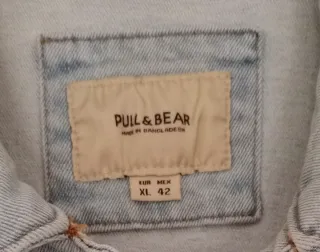 PULL & BEAR
MADE IN BANGLADESH
EUR MEX
XL 42